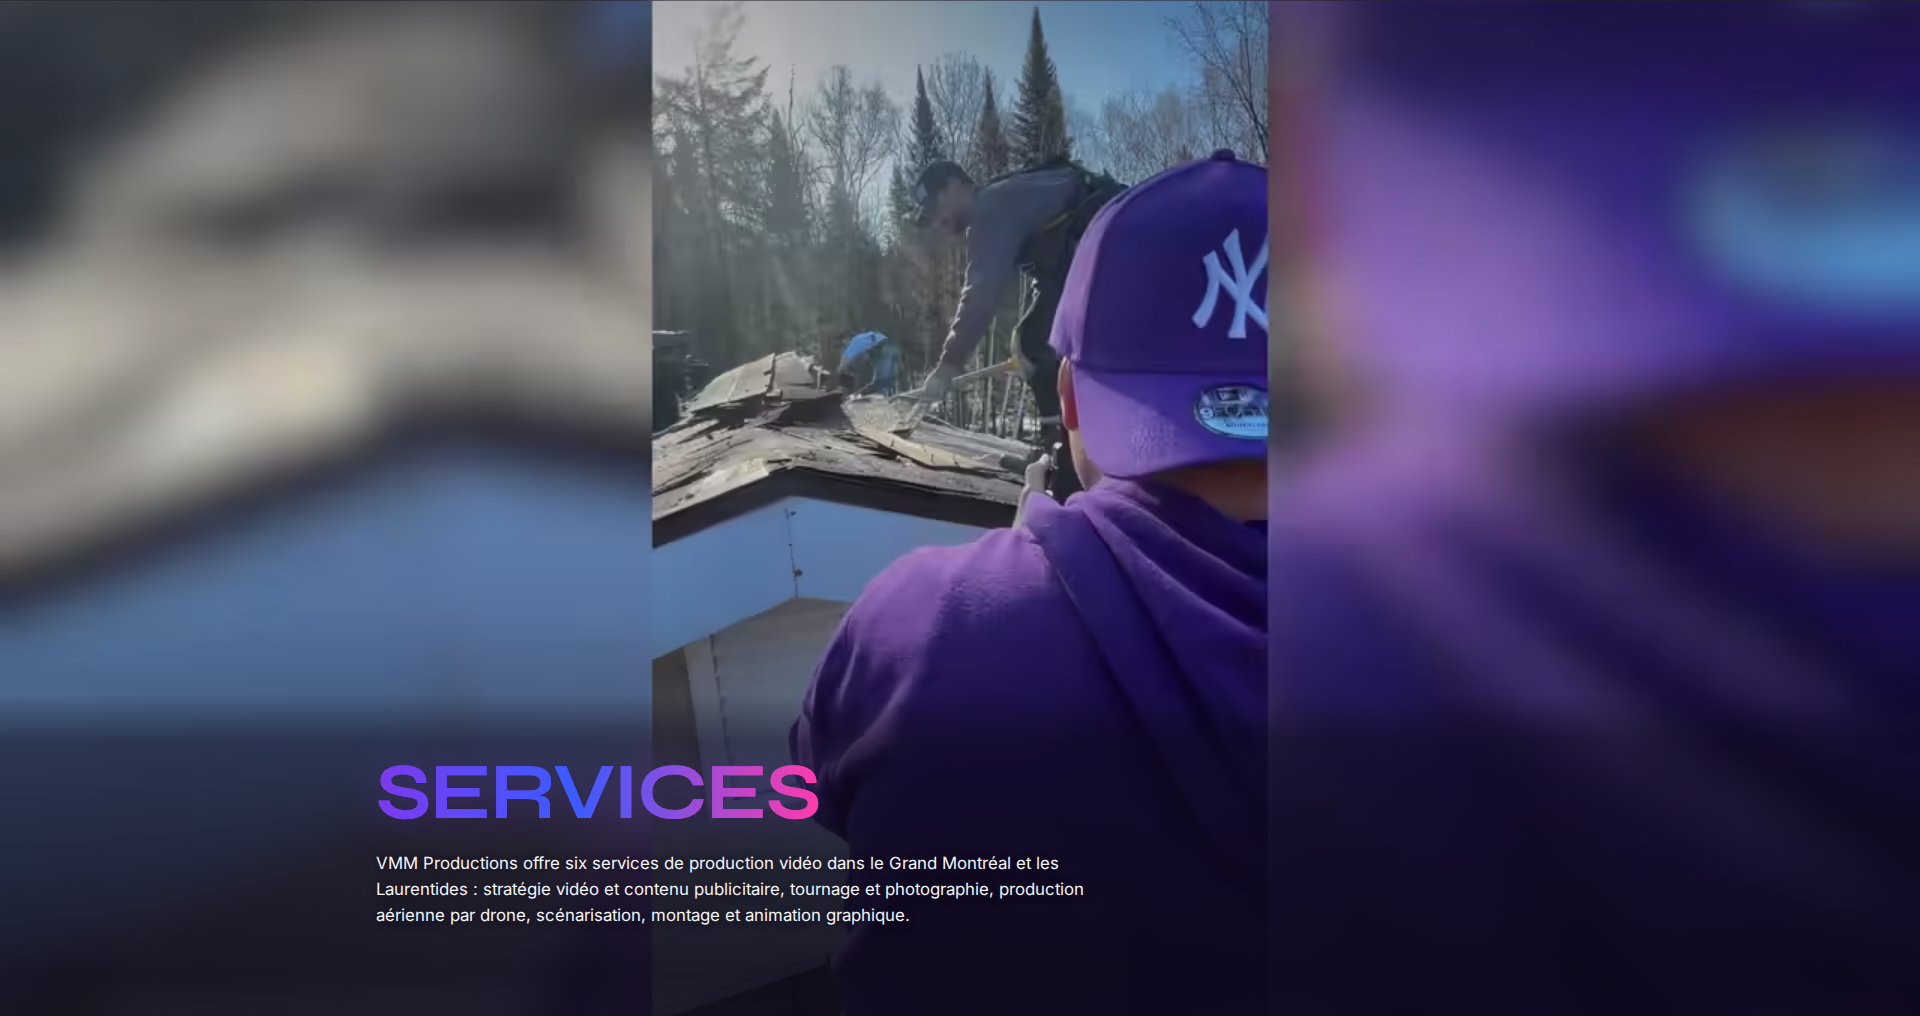 NY
SERVICES
VMM Productions offre six services de production vidéo dans le Grand Montréal et les
Laurentides : stratégie vidéo et contenu publicitaire, tournage et photographie, production
aérienne par drone, scénarisation, montage et animation graphique.